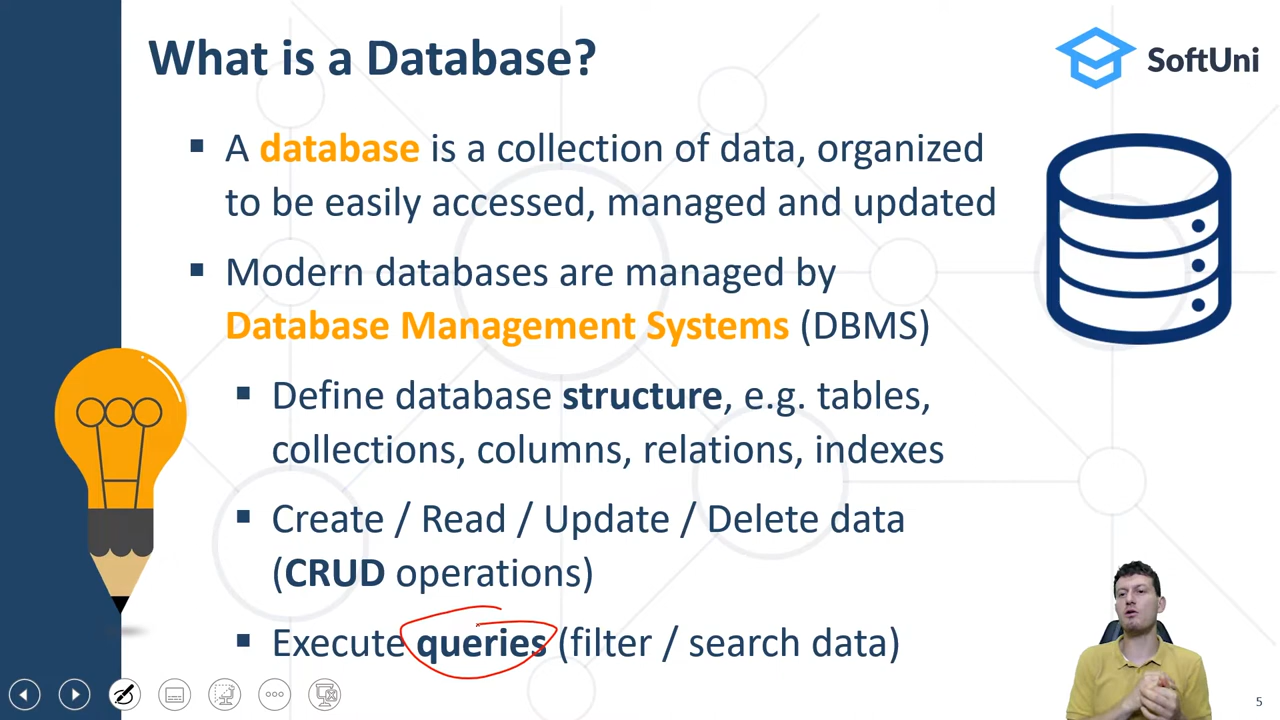 What is a Database?
SoftUni
▪ A database is a collection of data, organized
to be easily accessed, managed and updated
▪ Modern databases are managed by
Database Management Systems (DBMS)
▪ Define database structure, e.g. tables,
collections, columns, relations, indexes
▪ Create / Read / Update / Delete data
(CRUD operations)
▪ Execute queries (filter / search data)
5